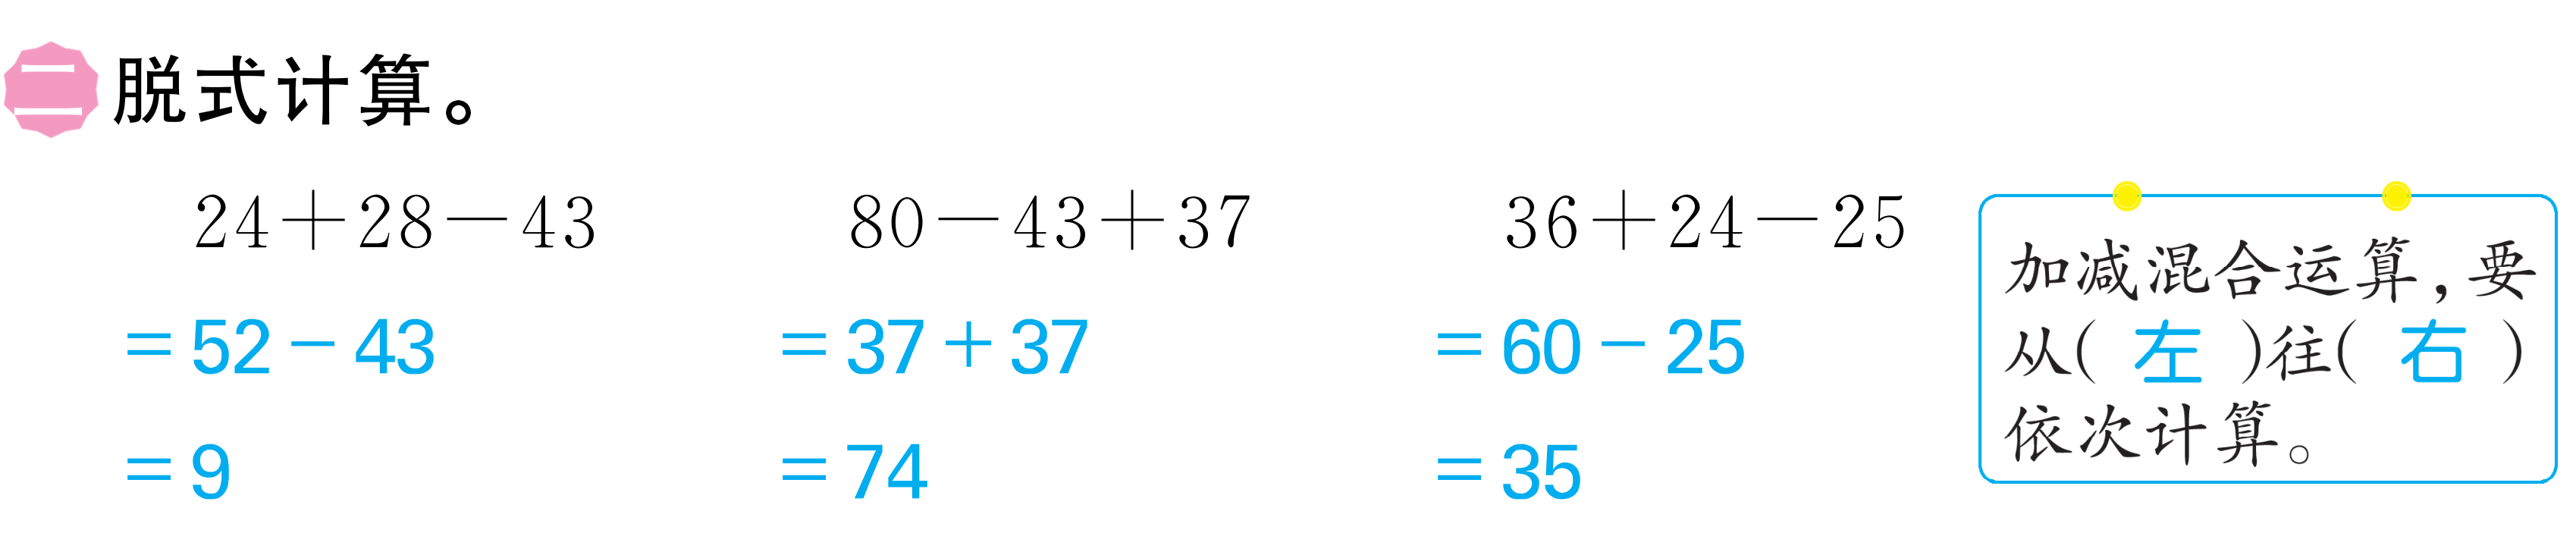 二 脱式计算。
24+28-43 80-43+37 36+24-25
=52-43 =37+37 =60-25
=9 =74 =35
加减混合运算,要
从( 左 )往( 右 )
依次计算。